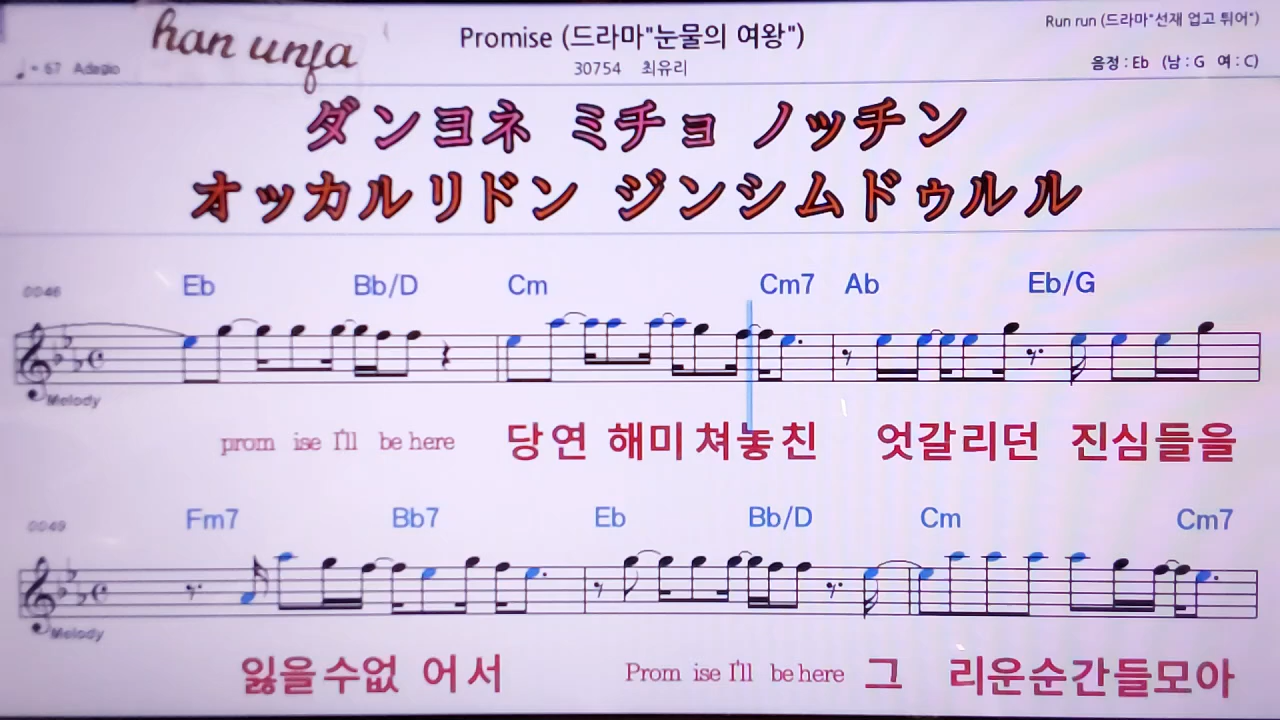 han unfa
Promise (드라마"눈물의 여왕")
Run run (드라마"선재 업고 튀어")
♩= 67 Adagio
30754 최유리
음정 : Eb (남 : G 여 : C)
ダンヨネ ミチョ ノッチン
オッカルリドン ジンシムドゥルル
0046
Eb Bb/D Cm Cm7 Ab Eb/G
Melody
prom ise I'll be here 당연 해미 쳐놓친 엇갈리던 진심들을
0049
Fm7 Bb7 Eb Bb/D Cm Cm7
Melody
잃을수없 어서 Prom ise I'll be here 그 리운순간들모아